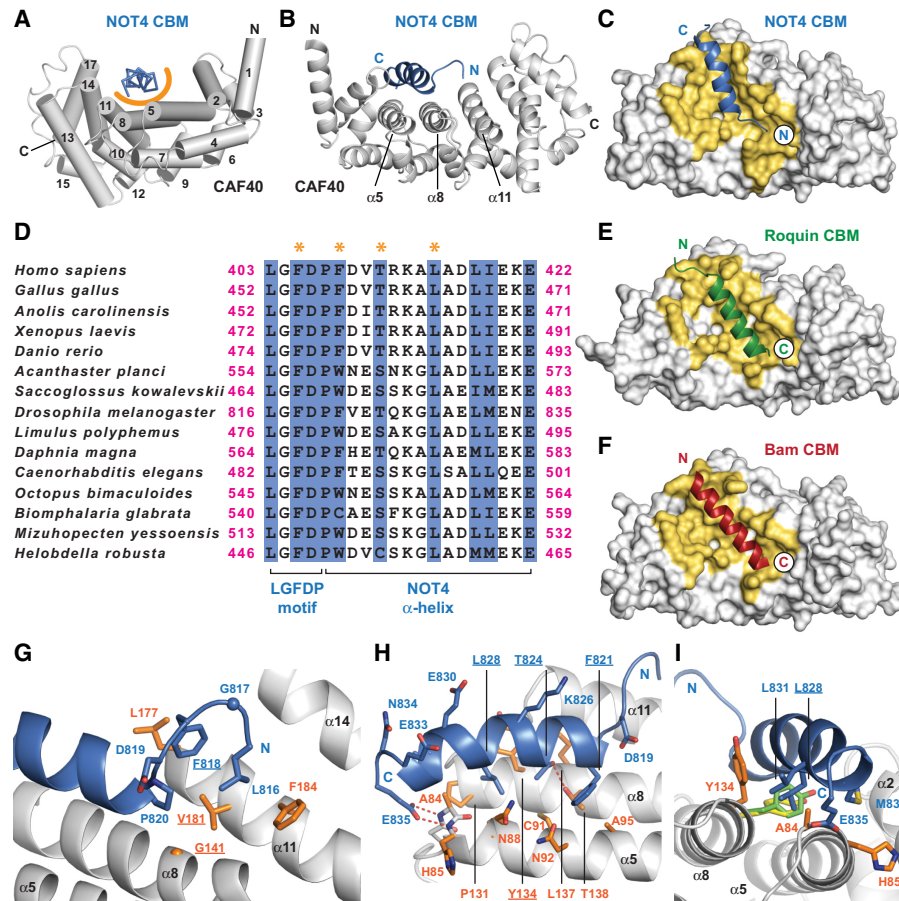 A
NOT4 CBM
N
17
14
11
8
5
2
1
3
13
10
7
4
6
C
15
12
9
CAF40
B
NOT4 CBM
N
C
N
C
CAF40
α5
α8
α11
C
NOT4 CBM
C
N
D
* * * *
Homo sapiens 403 LGFDPFDVTRKALADLIEKE 422
Gallus gallus 452 LGFDPFDVTRKALADLIEKE 471
Anolis carolinensis 452 LGFDPFDITRKALADLIEKE 471
Xenopus laevis 472 LGFDPFDITRKALADLIEKE 491
Danio rerio 474 LGFDPFDVTRKALADLIEKE 493
Acanthaster planci 554 LGFDPWNESNKGLAELLEKE 573
Saccoglossus kowalevskii 464 LGFDPWDESNKGLAEIMEKE 483
Drosophila melanogaster 816 LGFDPFVETQKGLAELMENE 835
Limulus polyphemus 476 LGFDPWDESAKGLADLLEKE 495
Daphnia magna 564 LGFDPFHETQKALAEMLEKE 583
Caenorhabditis elegans 482 LGFDPFTESSKGLSALLQEE 501
Octopus bimaculoides 545 LGFDPWNESSKALADLMEKE 564
Biomphalaria glabrata 540 LGFDPCAESFKGLADLIEKE 559
Mizuhopecten yessoensis 513 LGFDPWDESSKGLADLLEKE 532
Helobdella robusta 446 LGFDPWDVCSKGLADMMEKE 465
LGFDP
motif
NOT4
α-helix
E
Roquin CBM
N
C
F
Bam CBM
N
C
G
G817
L177
α14
D819
F818
N
L816
F184
P820
V181
G141
α11
α8
α5
H
L828
T824
F821
E830
N
N834
K826
E833
α11
D819
C
A84
α8
E835
C91
A95
N88
N92
α5
H85
P131
Y134
L137
T138
I
N
L831
L828
Y134
α2
C
M83
A84
E835
α8
α5
H85